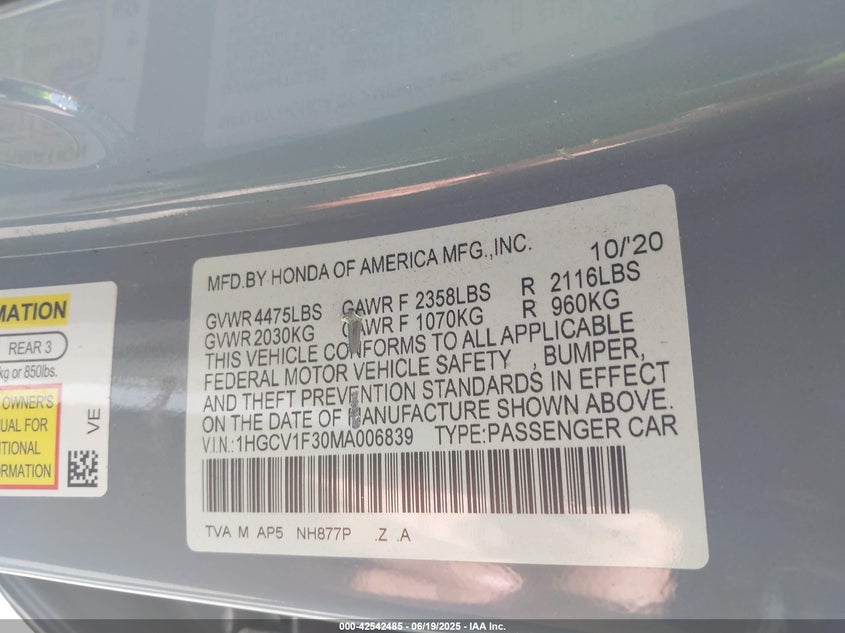 MFD.BY HONDA OF AMERICA MFG.,INC. 10/'20
GVWR 4475LBS GAWR F 2358LBS R 2116LBS
GVWR 2030KG GAWR F 1070KG R 960KG
THIS VEHICLE CONFORMS TO ALL APPLICABLE
FEDERAL MOTOR VEHICLE SAFETY , BUMPER,
AND THEFT PREVENTION STANDARDS IN EFFECT
ON THE DATE OF MANUFACTURE SHOWN ABOVE.
V.I.N.:1HGCV1F30MA006839 TYPE:PASSENGER CAR
TVA M AP5 NH877P .Z .A
MATION
REAR 3
kg or 850lbs.
OWNER'S
UAL FOR
ITIONAL
ORMATION
VE
000-42542485 - 06/19/2025 - IAA Inc.